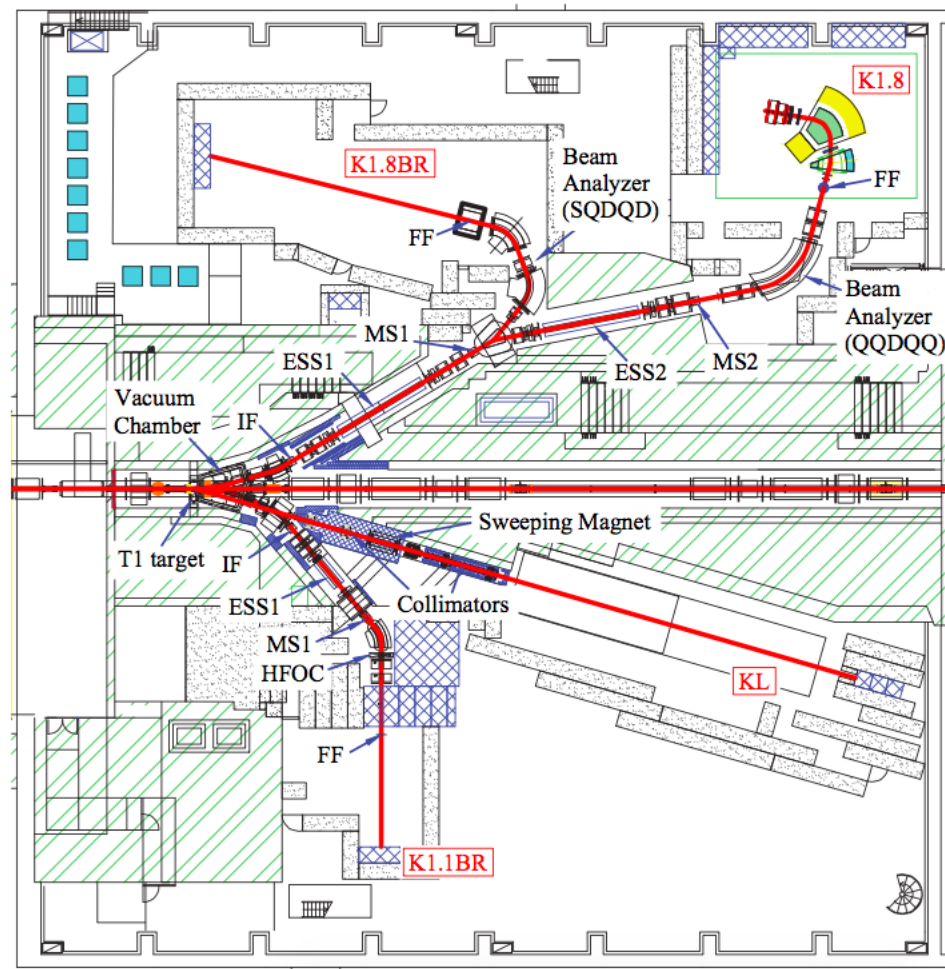 K1.8
K1.8BR
Beam
Analyzer
(SQDQD)
FF
FF
Beam
Analyzer
(QQDQQ)
MS1
ESS1
ESS2
MS2
Vacuum
Chamber
IF
Sweeping Magnet
T1 target
IF
ESS1
Collimators
MS1
HFOC
KL
FF
K1.1BR